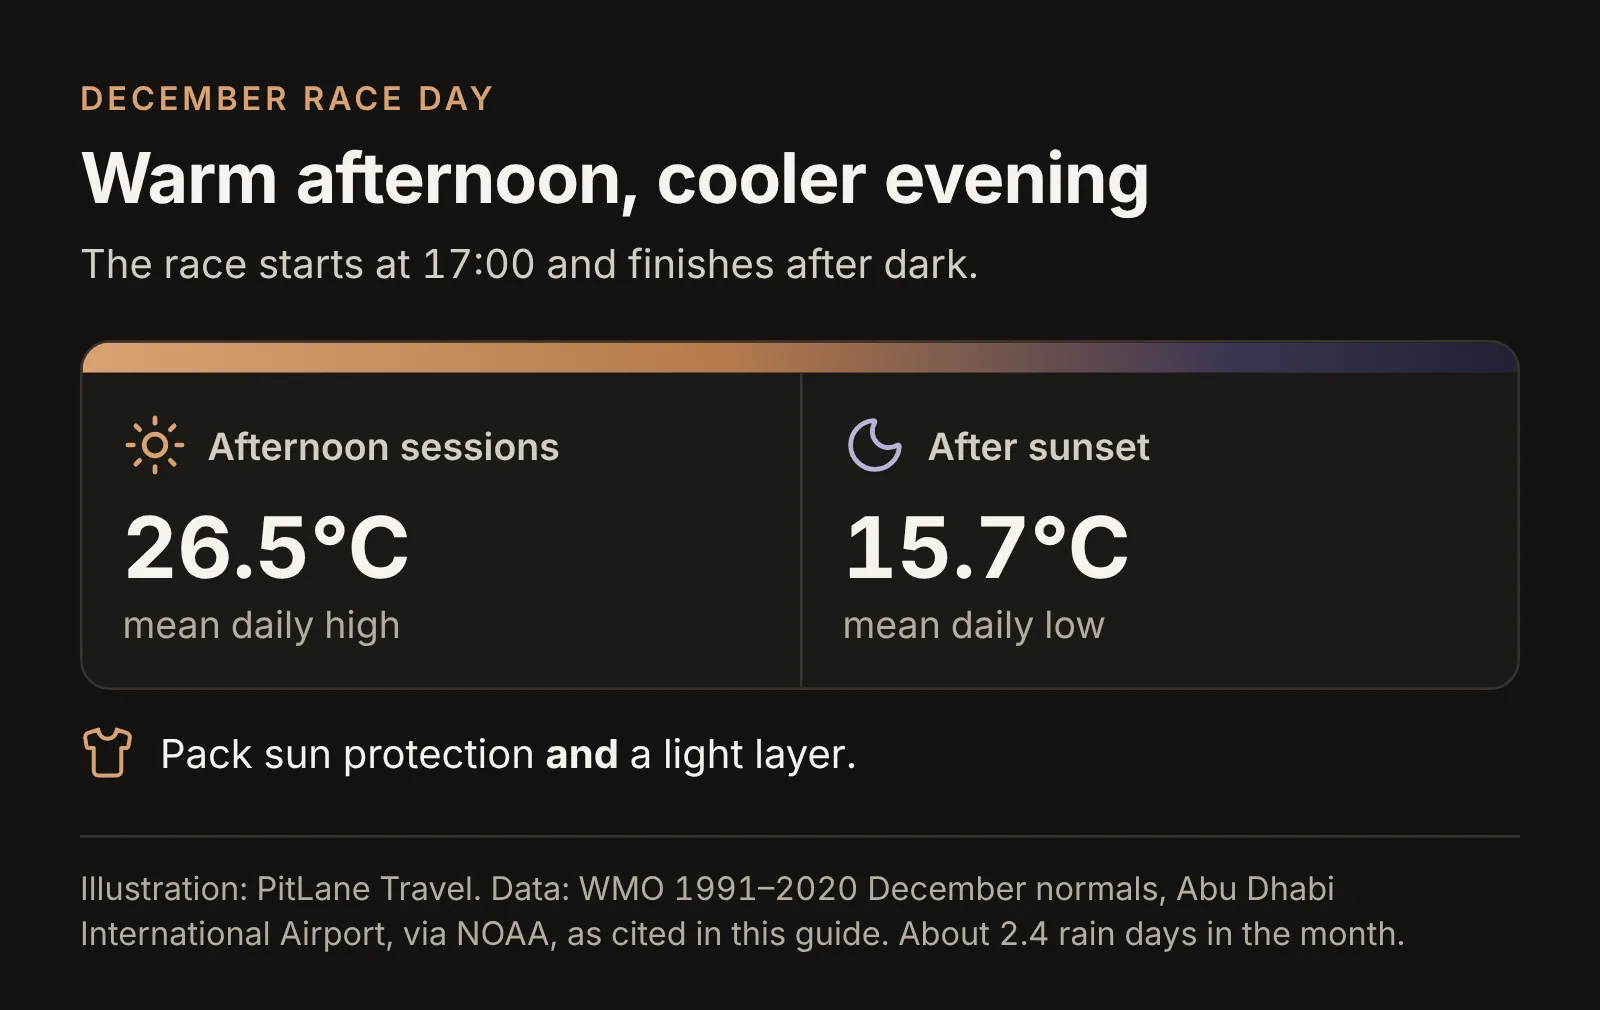 DECEMBER RACE DAY
Warm afternoon, cooler evening
The race starts at 17:00 and finishes after dark.
Afternoon sessions
26.5°C
mean daily high
After sunset
15.7°C
mean daily low
Pack sun protection and a light layer.
Illustration: PitLane Travel. Data: WMO 1991–2020 December normals, Abu Dhabi
International Airport, via NOAA, as cited in this guide. About 2.4 rain days in the month.